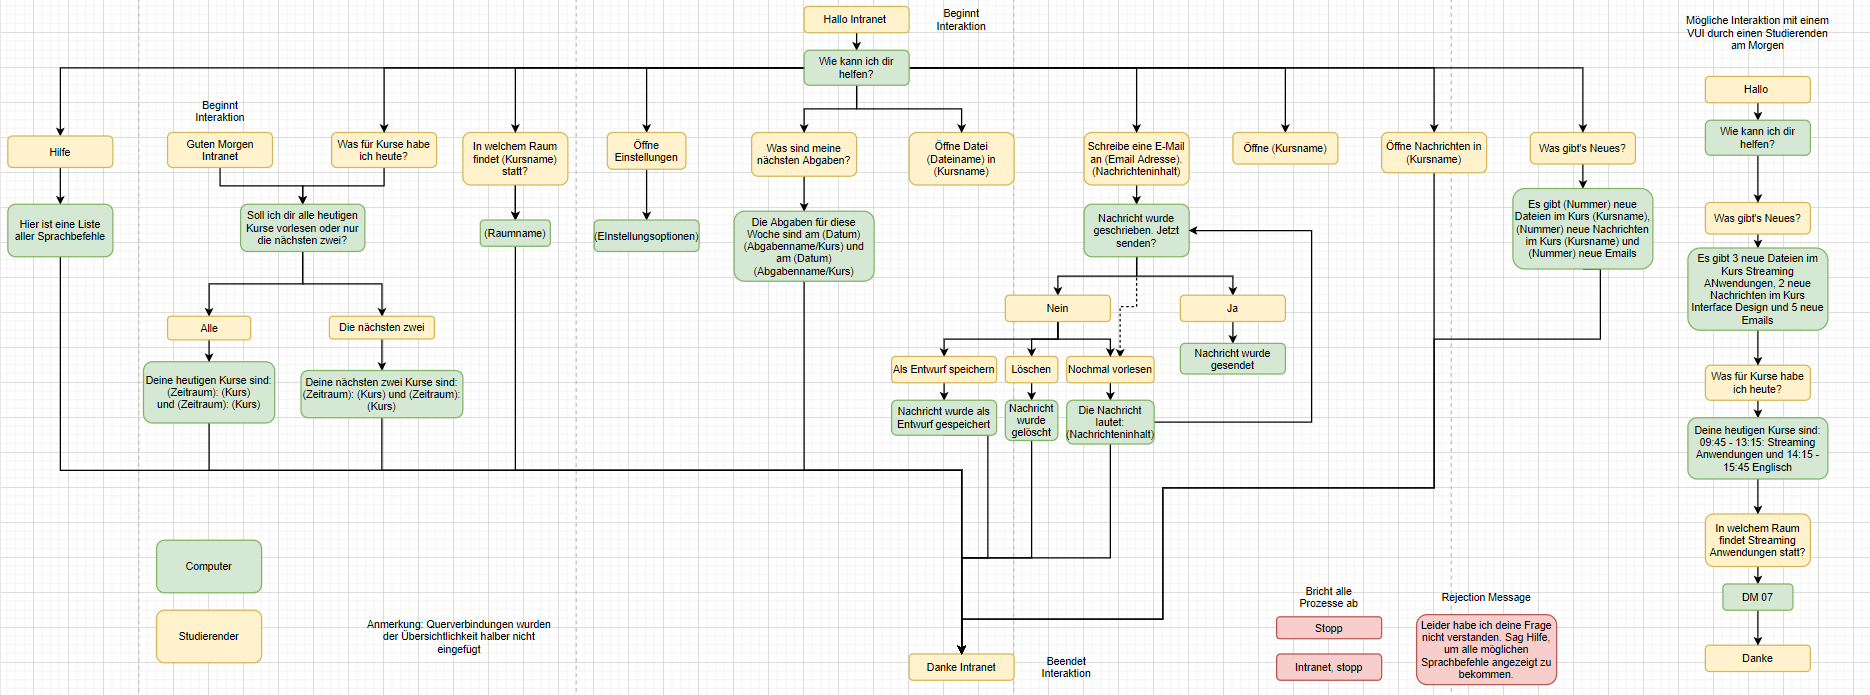 Hallo Intranet
Beginnt
Interaktion
Wie kann ich dir
helfen?
Beginnt
Interaktion
Hilfe
Guten Morgen
Intranet
Was für Kurse habe
ich heute?
In welchem Raum
findet (Kursname)
statt?
Öffne
Einstellungen
Was sind meine
nächsten Abgaben?
Öffne Datei
(Dateiname) in
(Kursname)
Schreibe eine E-Mail
an (Email Adresse).
(Nachrichteninhalt)
Öffne (Kursname)
Öffne Nachrichten in
(Kursname)
Was gibt's Neues?
Hier ist eine Liste
aller Sprachbefehle
Soll ich dir alle heutigen
Kurse vorlesen oder nur
die nächsten zwei?
(Raumname)
(EInstellungsoptionen)
Die Abgaben für diese
Woche sind am (Datum)
(Abgabenname/Kurs) und
am (Datum)
(Abgabenname/Kurs)
Nachricht wurde
geschrieben. Jetzt
senden?
Es gibt (Nummer) neue
Dateien im Kurs (Kursname),
(Nummer) neue Nachrichten
im Kurs (Kursname) und
(Nummer) neue Emails
Alle
Die nächsten zwei
Nein
Ja
Deine heutigen Kurse sind:
(Zeitraum): (Kurs)
und (Zeitraum): (Kurs)
Deine nächsten zwei Kurse sind:
(Zeitraum): (Kurs) und (Zeitraum):
(Kurs)
Als Entwurf speichern
Löschen
Nochmal vorlesen
Nachricht wurde
gesendet
Nachricht wurde als
Entwurf gespeichert
Nachricht
wurde
gelöscht
Die Nachricht
lautet:
(Nachrichteninhalt)
Computer
Studierender
Anmerkung: Querverbindungen wurden
der Übersichtlichkeit halber nicht
eingefügt
Danke Intranet
Beendet
Interaktion
Bricht alle
Prozesse ab
Stopp
Intranet, stopp
Rejection Message
Leider habe ich deine Frage
nicht verstanden. Sag Hilfe,
um alle möglichen
Sprachbefehle angezeigt zu
bekommen.
Mögliche Interaktion mit einem
VUI durch einen Studierenden
am Morgen
Hallo
Wie kann ich dir
helfen?
Was gibt's Neues?
Es gibt 3 neue Dateien im
Kurs Streaming
ANwendungen, 2 neue
Nachrichten im Kurs
Interface Design und 5 neue
Emails
Was für Kurse habe
ich heute?
Deine heutigen Kurse sind:
09:45 - 13:15: Streaming
Anwendungen und 14:15 -
15:45 Englisch
In welchem Raum
findet Streaming
Anwendungen statt?
DM 07
Danke